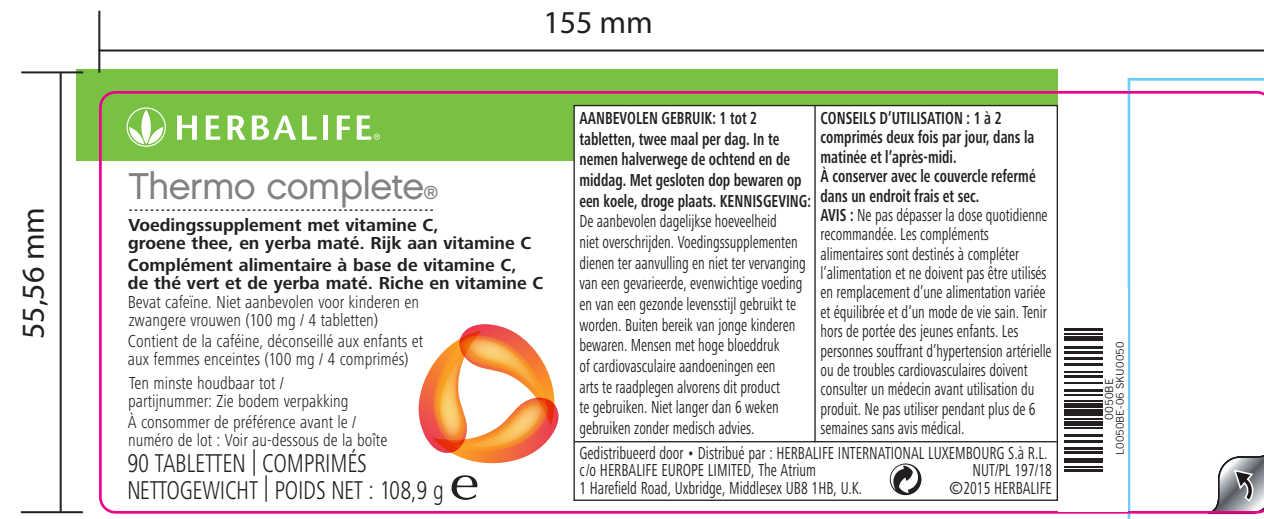 155 mm
55,56 mm
HERBALIFE®
Thermo complete®
Voedingssupplement met vitamine C,
groene thee, en yerba maté. Rijk aan vitamine C
Complément alimentaire à base de vitamine C,
de thé vert et de yerba maté. Riche en vitamine C
Bevat cafeïne. Niet aanbevolen voor kinderen en
zwangere vrouwen (100 mg / 4 tabletten)
Contient de la caféine, déconseillé aux enfants et
aux femmes enceintes (100 mg / 4 comprimés)
Ten minste houdbaar tot /
partijnummer: Zie bodem verpakking
À consommer de préférence avant le /
numéro de lot : Voir au-dessous de la boîte
90 TABLETTEN | COMPRIMÉS
NETTOGEWICHT | POIDS NET : 108,9 g ℮
AANBEVOLEN GEBRUIK: 1 tot 2
tabletten, twee maal per dag. In te
nemen halverwege de ochtend en de
middag. Met gesloten dop bewaren op
een koele, droge plaats. KENNISGEVING:
De aanbevolen dagelijkse hoeveelheid
niet overschrijden. Voedingssupplementen
dienen ter aanvulling en niet ter vervanging
van een gevarieerde, evenwichtige voeding
en van een gezonde levensstijl gebruikt te
worden. Buiten bereik van jonge kinderen
bewaren. Mensen met hoge bloeddruk
of cardiovasculaire aandoeningen een
arts te raadplegen alvorens dit product
te gebruiken. Niet langer dan 6 weken
gebruiken zonder medisch advies.
CONSEILS D'UTILISATION : 1 à 2
comprimés deux fois par jour, dans la
matinée et l'après-midi.
À conserver avec le couvercle refermé
dans un endroit frais et sec.
AVIS : Ne pas dépasser la dose quotidienne
recommandée. Les compléments
alimentaires sont destinés à compléter
l'alimentation et ne doivent pas être utilisés
en remplacement d'une alimentation variée
et équilibrée et d'un mode de vie sain. Tenir
hors de portée des jeunes enfants. Les
personnes souffrant d'hypertension artérielle
ou de troubles cardiovasculaires doivent
consulter un médecin avant utilisation du
produit. Ne pas utiliser pendant plus de 6
semaines sans avis médical.
Gedistribueerd door • Distribué par : HERBALIFE INTERNATIONAL LUXEMBOURG S.à R.L.
c/o HERBALIFE EUROPE LIMITED, The Atrium
1 Harefield Road, Uxbridge, Middlesex UB8 1HB, U.K.
NUT/PL 197/18
©2015 HERBALIFE
0050BE
L0050BE-06 SKU0050